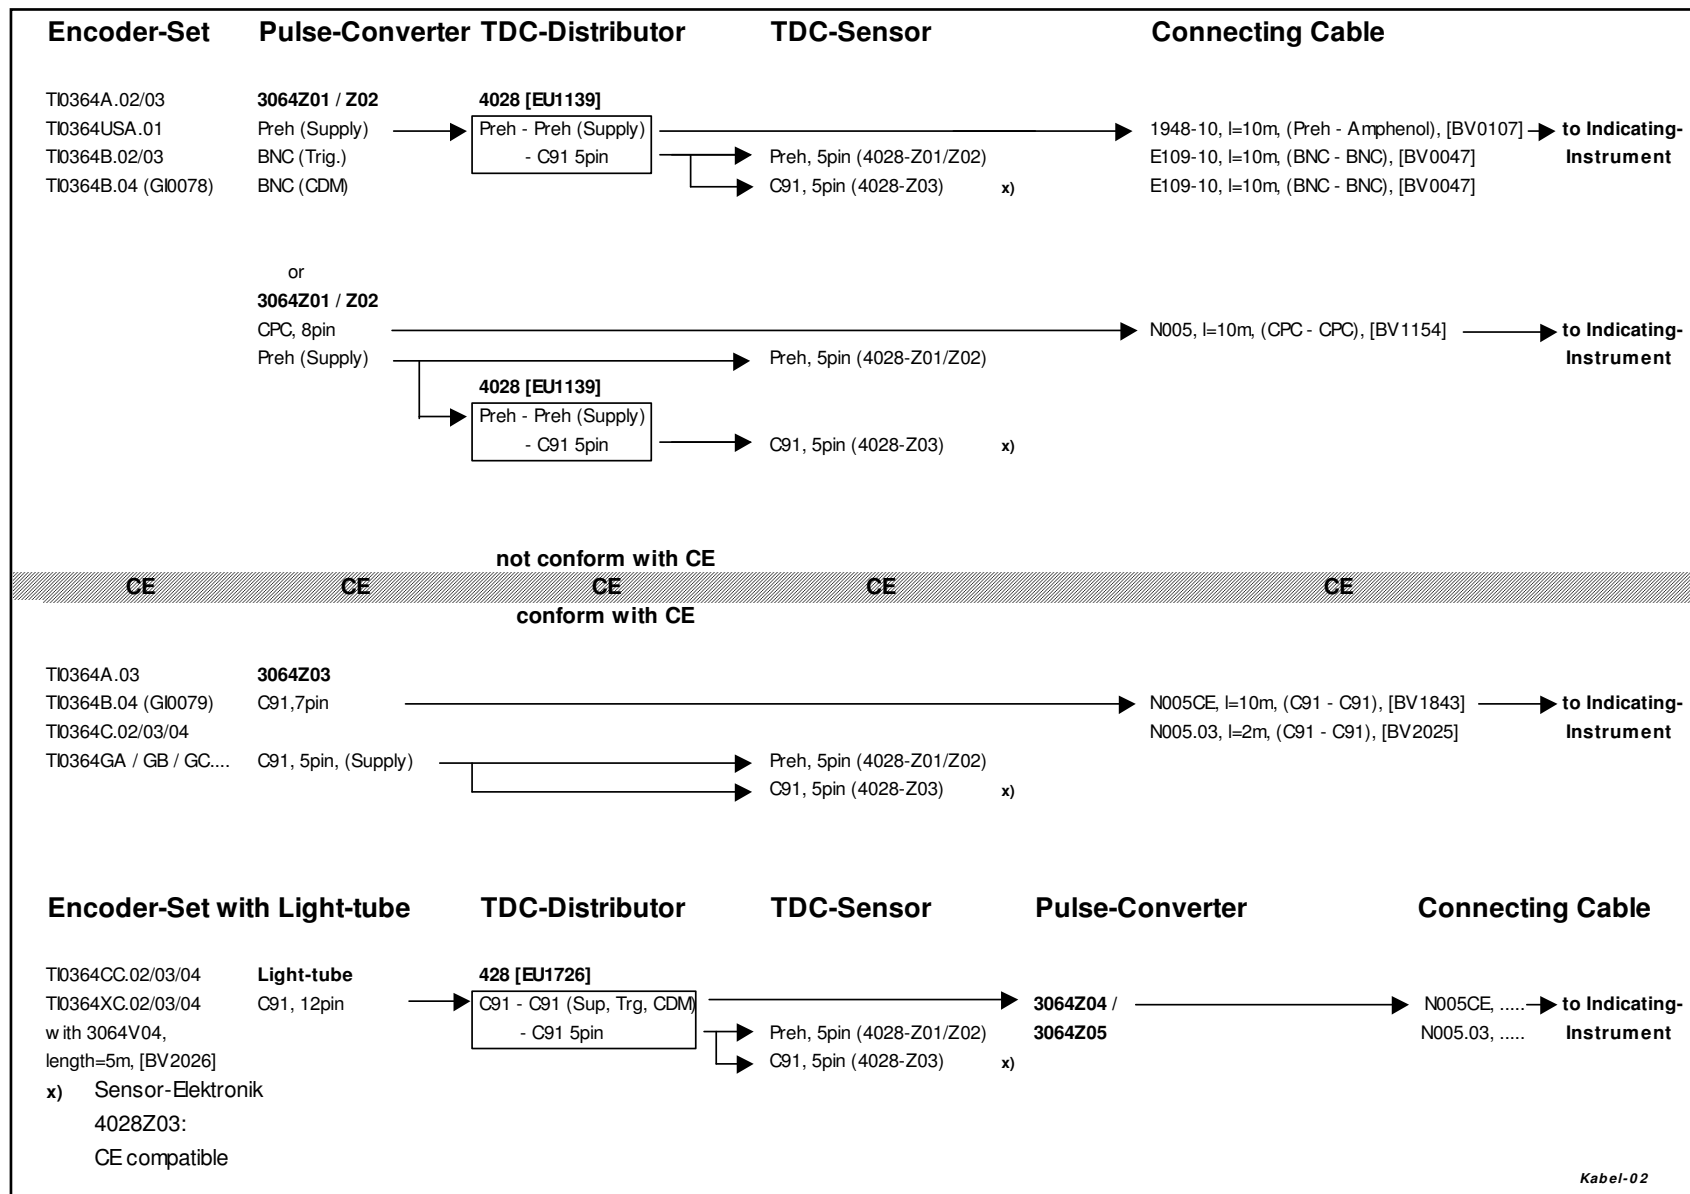 Encoder-Set Pulse-Converter TDC-Distributor TDC-Sensor Connecting Cable
TI0364A.02/03 3064Z01 / Z02 4028 [EU1139]
TI0364USA.01 Preh (Supply) Preh - Preh (Supply) 1948-10, l=10m, (Preh - Amphenol), [BV0107] to Indicating-
TI0364B.02/03 BNC (Trig.) - C91 5pin Preh, 5pin (4028-Z01/Z02) E109-10, l=10m, (BNC - BNC), [BV0047] Instrument
TI0364B.04 (GI0078) BNC (CDM) C91, 5pin (4028-Z03) x) E109-10, l=10m, (BNC - BNC), [BV0047]
or
3064Z01 / Z02
CPC, 8pin N005, l=10m, (CPC - CPC), [BV1154] to Indicating-
Preh (Supply) Preh, 5pin (4028-Z01/Z02) Instrument
4028 [EU1139]
Preh - Preh (Supply)
- C91 5pin C91, 5pin (4028-Z03) x)
not conform with CE
CE CE CE CE CE
conform with CE
TI0364A.03 3064Z03
TI0364B.04 (GI0079) C91,7pin N005CE, l=10m, (C91 - C91), [BV1843] to Indicating-
TI0364C.02/03/04 N005.03, l=2m, (C91 - C91), [BV2025] Instrument
TI0364GA / GB / GC.... C91, 5pin, (Supply) Preh, 5pin (4028-Z01/Z02)
C91, 5pin (4028-Z03) x)
Encoder-Set with Light-tube TDC-Distributor TDC-Sensor Pulse-Converter Connecting Cable
TI0364CC.02/03/04 Light-tube 428 [EU1726]
TI0364XC.02/03/04 C91, 12pin C91 - C91 (Sup, Trg, CDM) 3064Z04 / N005CE, ..... to Indicating-
with 3064V04, - C91 5pin Preh, 5pin (4028-Z01/Z02) 3064Z05 N005.03, ..... Instrument
length=5m, [BV2026] C91, 5pin (4028-Z03) x)
x) Sensor-Elektronik
4028Z03:
CE compatible
Kabel-02